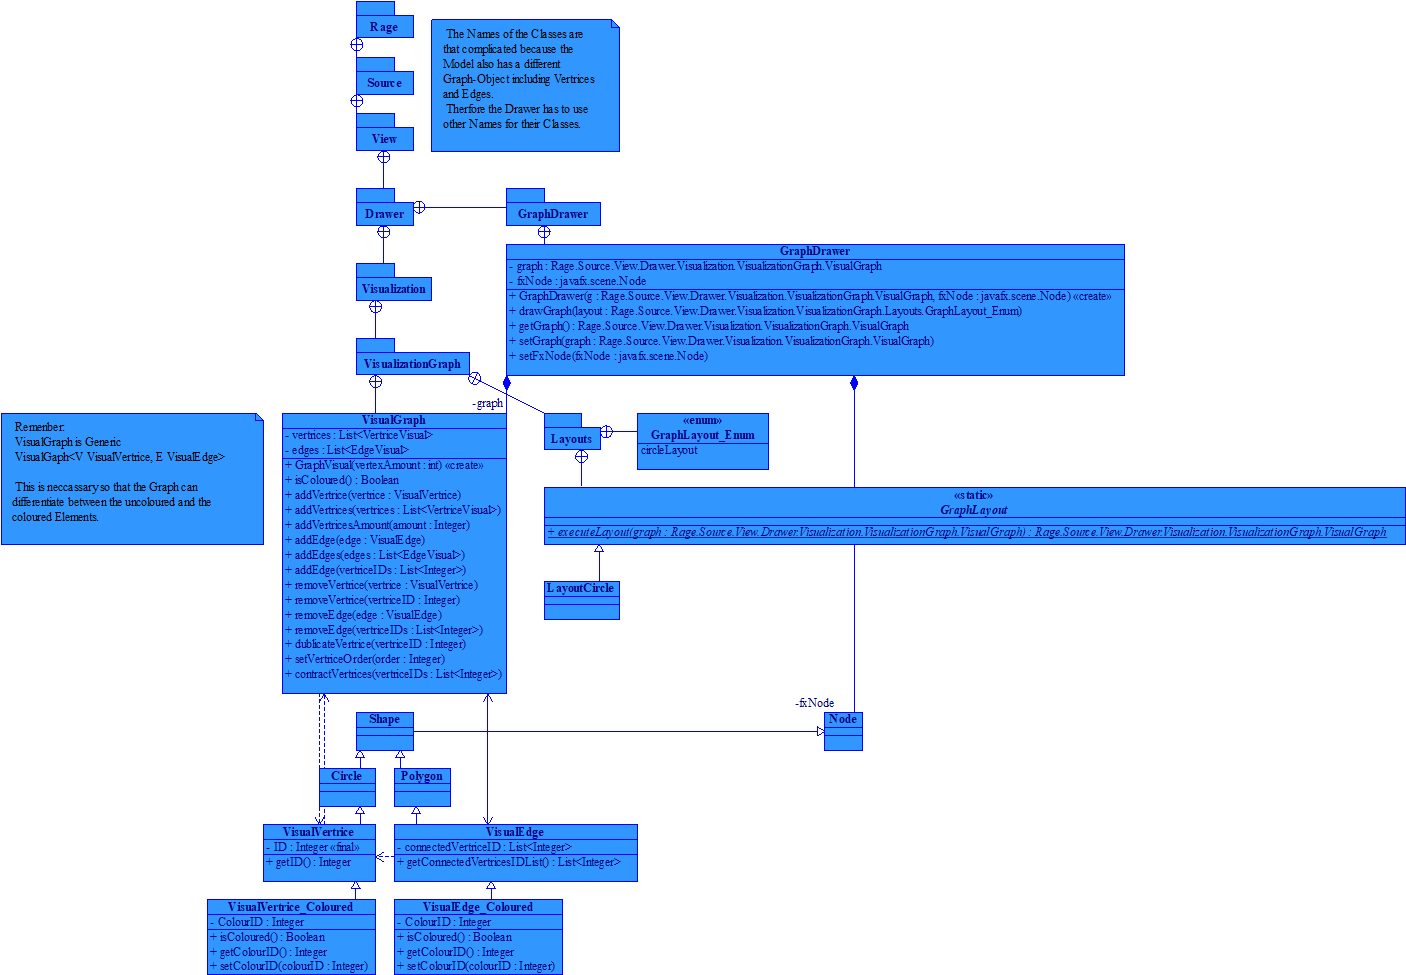 Rage
The Names of the Classes are
that complicated because the
Model also has a different
Graph-Object including Vertices
and Edges.
Therfore the Drawer has to use
other Names for their Classes.
Source
View
Drawer
GraphDrawer
GraphDrawer
- graph : Rage.Source.View.Drawer.Visualization.VisualizationGraph.VisualGraph
- fxNode : javafx.scene.Node
+ GraphDrawer(g : Rage.Source.View.Drawer.Visualization.VisualizationGraph.VisualGraph, fxNode : javafx.scene.Node) «create»
+ drawGraph(layout : Rage.Source.View.Drawer.Visualization.VisualizationGraph.Layouts.GraphLayout_Enum)
+ getGraph() : Rage.Source.View.Drawer.Visualization.VisualizationGraph.VisualGraph
+ setGraph(graph : Rage.Source.View.Drawer.Visualization.VisualizationGraph.VisualGraph)
+ setFxNode(fxNode : javafx.scene.Node)
Visualization
VisualizationGraph
-graph
Remenber:
VisualGraph is Generic
VisualGaph<V VisualVertrice, E VisualEdge>
This is neccassary so that the Graph can
differentiate between the uncoloured and the
coloured Elements.
VisualGraph
- vertrices : List<VertriceVisual>
- edges : List<EdgeVisual>
+ GraphVisual(vertexAmount : int) «create»
+ isColoured() : Boolean
+ addVertrice(vertrice : VisualVertrice)
+ addVertrices(vertrices : List<VertriceVisual>)
+ addVertricesAmount(amount : Integer)
+ addEdge(edge : VisualEdge)
+ addEdges(edges : List<EdgeVisual>)
+ addEdge(vertriceIDs : List<Integer>)
+ removeVertrice(vertrice : VisualVertrice)
+ removeVertrice(vertriceID : Integer)
+ removeEdge(edge : VisualEdge)
+ removeEdge(vertriceIDs : List<Integer>)
+ dublicateVertrice(vertriceID : Integer)
+ setVertriceOrder(order : Integer)
+ contractVertrices(vertriceIDs : List<Integer>)
Layouts
«enum»
GraphLayout_Enum
circleLayout
«static»
GraphLayout
+ executeLayout(graph : Rage.Source.View.Drawer.Visualization.VisualizationGraph.VisualGraph) : Rage.Source.View.Drawer.Visualization.VisualizationGraph.VisualGraph
LayoutCircle
-fxNode
Shape
Node
Circle
Polygon
VisualVertrice
- ID : Integer «final»
+ getID() : Integer
VisualEdge
- connectedVertriceID : List<Integer>
+ getConnectedVertricesIDList() : List<Integer>
VisualVertrice_Coloured
- ColourID : Integer
+ isColoured() : Boolean
+ getColourID() : Integer
+ setColourID(colourID : Integer)
VisualEdge_Coloured
- ColourID : Integer
+ isColoured() : Boolean
+ getColourID() : Integer
+ setColourID(colourID : Integer)